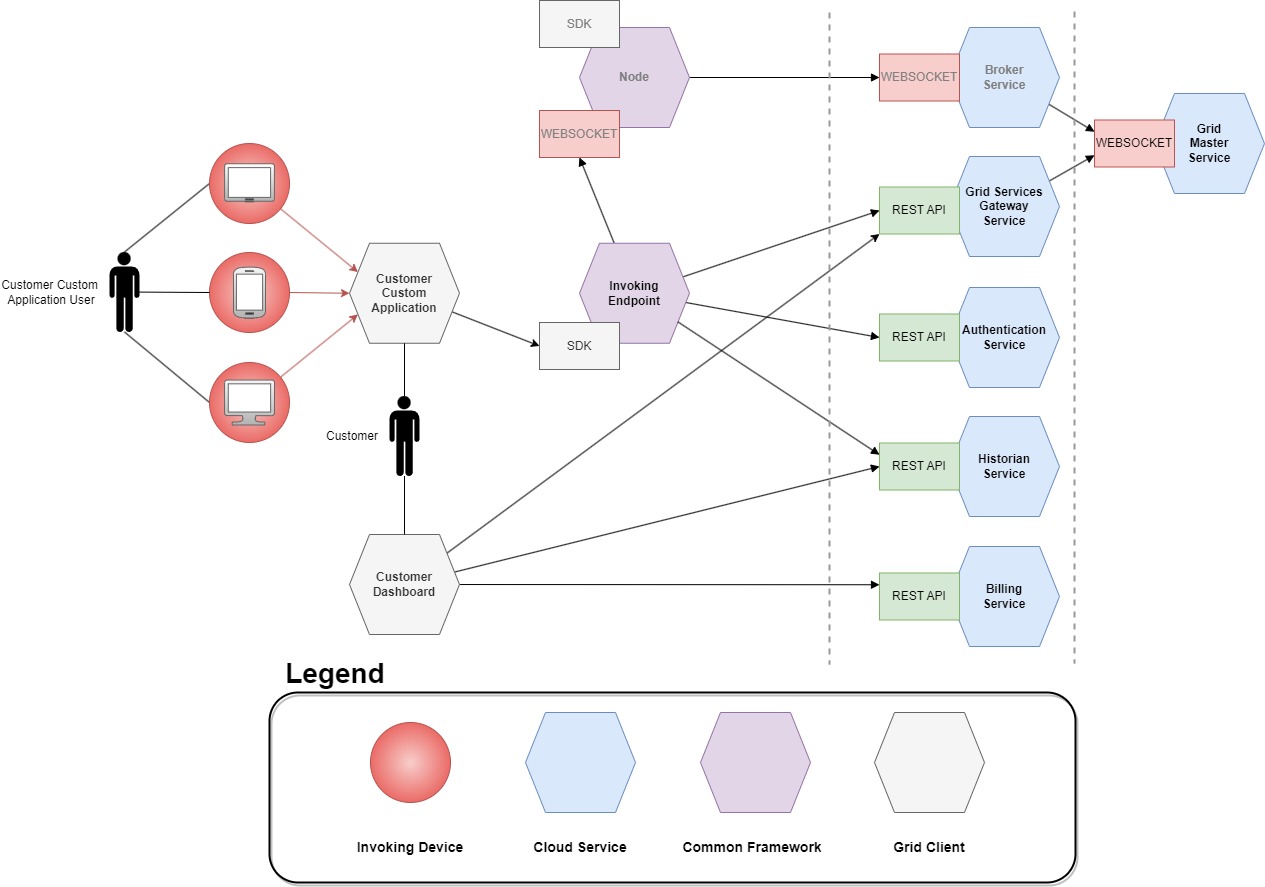 SDK
Node
WEBSOCKET
WEBSOCKET
Broker
Service
WEBSOCKET
Grid
Master
Service
REST API
Grid Services
Gateway
Service
Customer Custom
Application User
Customer
Custom
Application
Invoking
Endpoint
SDK
REST API
Authentication
Service
Customer
REST API
Historian
Service
Customer
Dashboard
REST API
Billing
Service
Legend
Invoking Device
Cloud Service
Common Framework
Grid Client